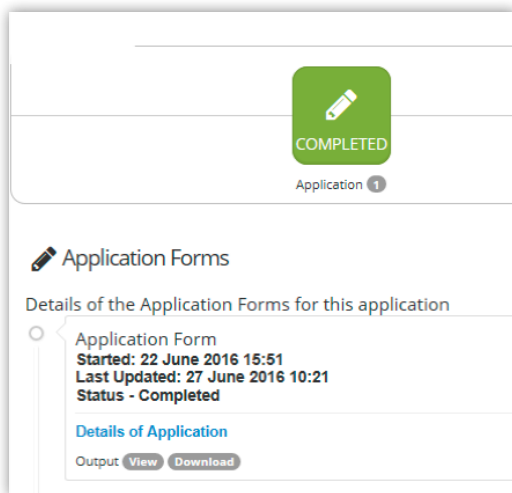 COMPLETED
Application 1
Application Forms
Details of the Application Forms for this application
Application Form
Started: 22 June 2016 15:51
Last Updated: 27 June 2016 10:21
Status - Completed
Details of Application
Output View Download